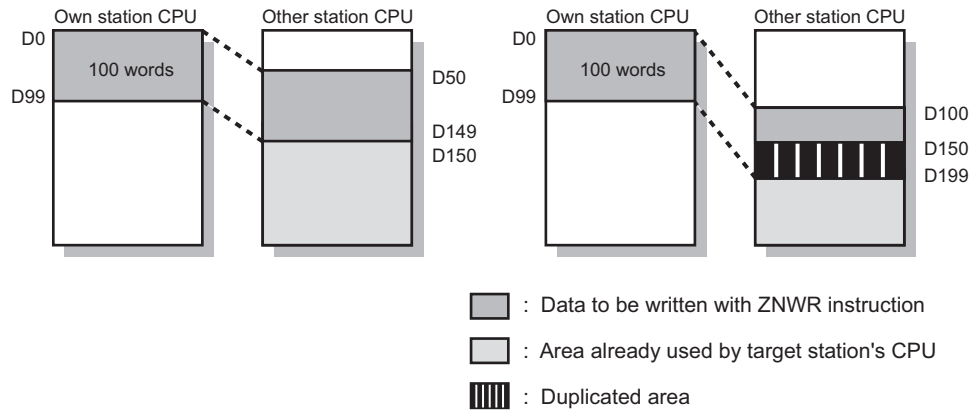 Own station CPU
Other station CPU
D0
100 words
D99
D50
D149
D150
Own station CPU
Other station CPU
D0
100 words
D99
D100
D150
D199
: Data to be written with ZNWR instruction
: Area already used by target station's CPU
: Duplicated area